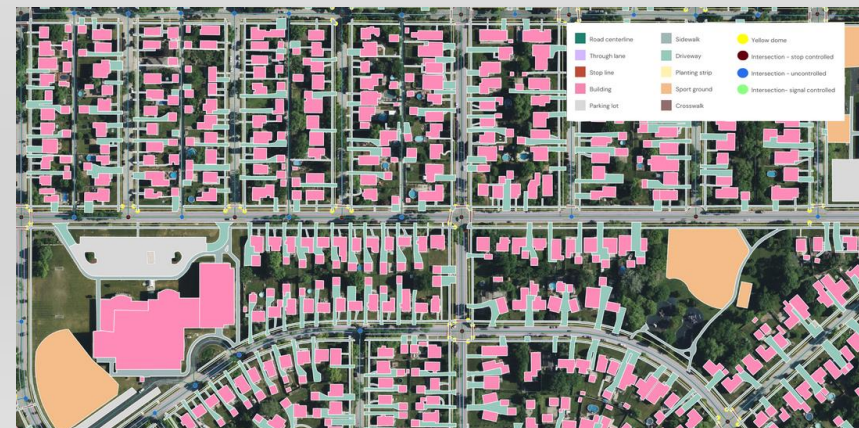 Road centerline
Through lane
Stop line
Building
Parking lot
Sidewalk
Driveway
Planting strip
Sport ground
Crosswalk
Yellow dome
Intersection - stop controlled
Intersection - uncontrolled
Intersection- signal controlled